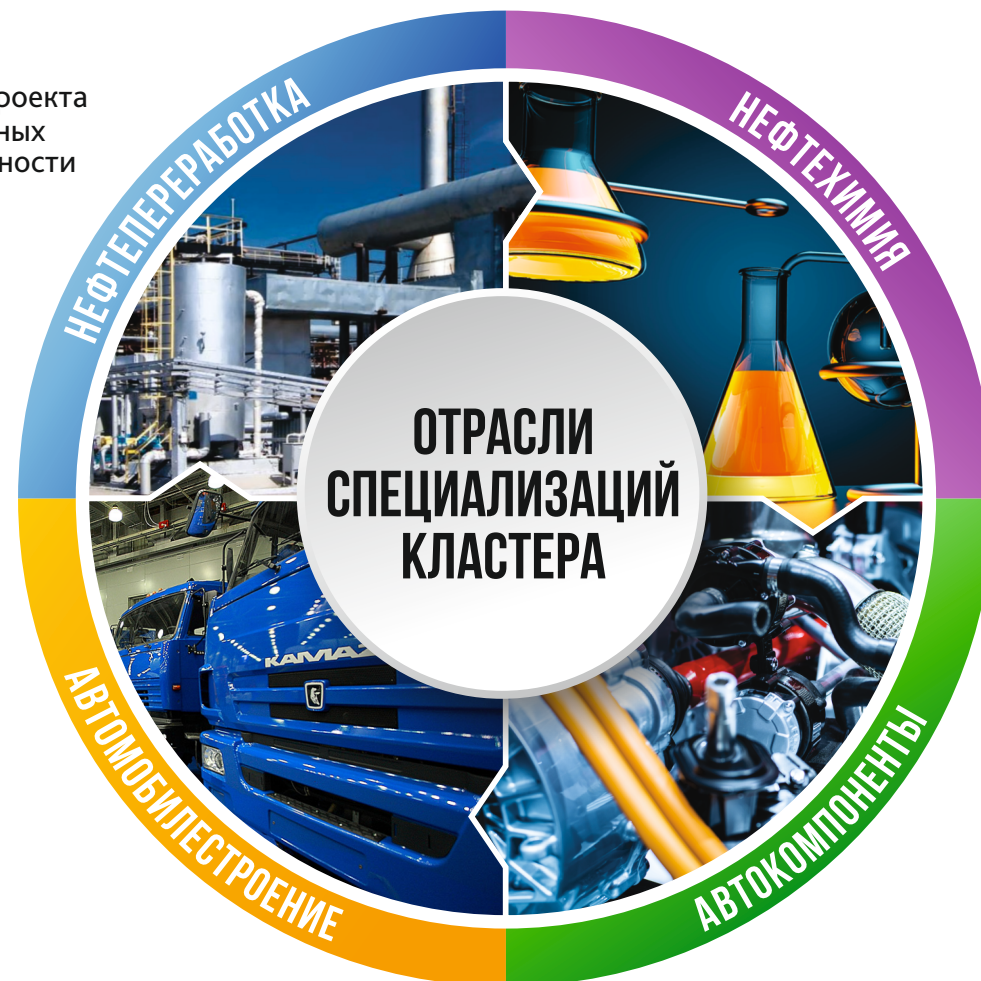 НЕФТЕПЕРЕРАБОТКА
НЕФТЕХИМИЯ
ОТРАСЛИ
СПЕЦИАЛИЗАЦИЙ
КЛАСТЕРА
KAMAZ
АВТОМОБИЛЕСТРОЕНИЕ
АВТОКОМПОНЕНТЫ